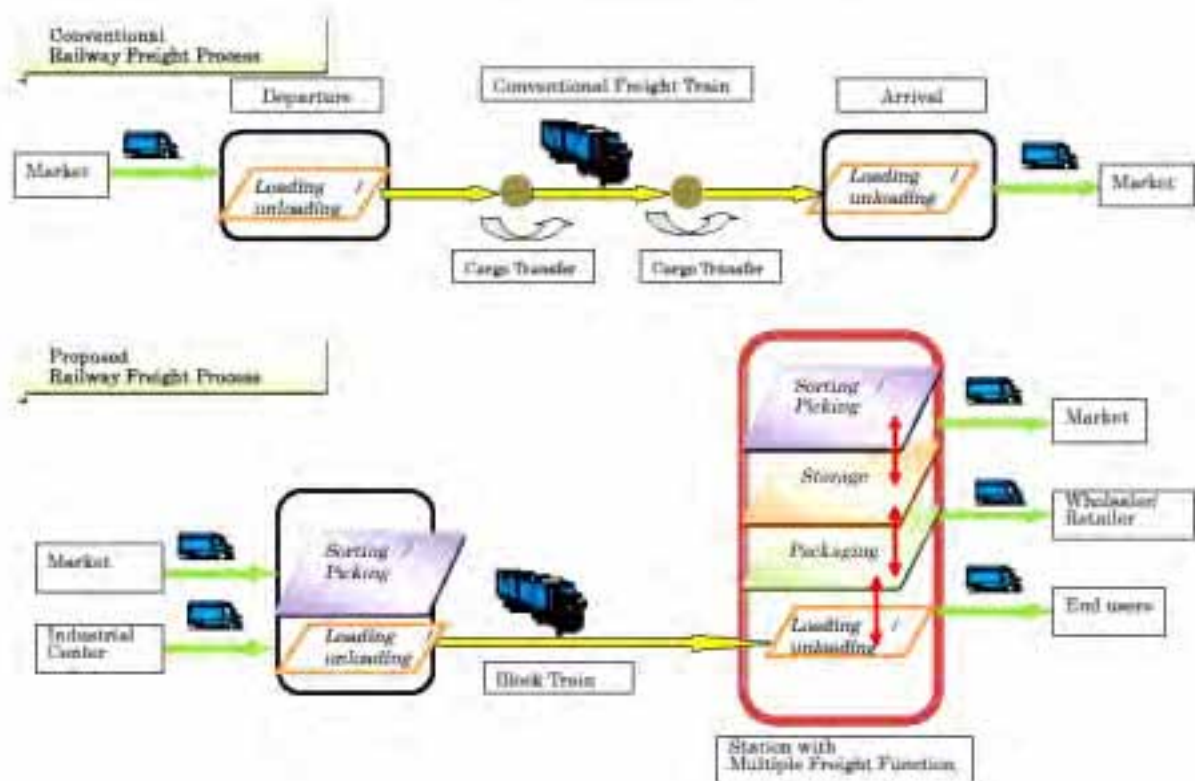 Conventional
Railway Freight Process
Departure
Conventional Freight Train
Arrival
Market
Loading /
unloading
Loading /
unloading
Market
Cargo Transfer
Cargo Transfer
Proposed
Railway Freight Process
Sorting /
Picking
Market
Storage
Wholesaler/
Retailer
Sorting /
Picking
Packaging
Market
End users
Industrial
Center
Loading /
unloading
Loading /
unloading
Block Train
Station with
Multiple Freight Function